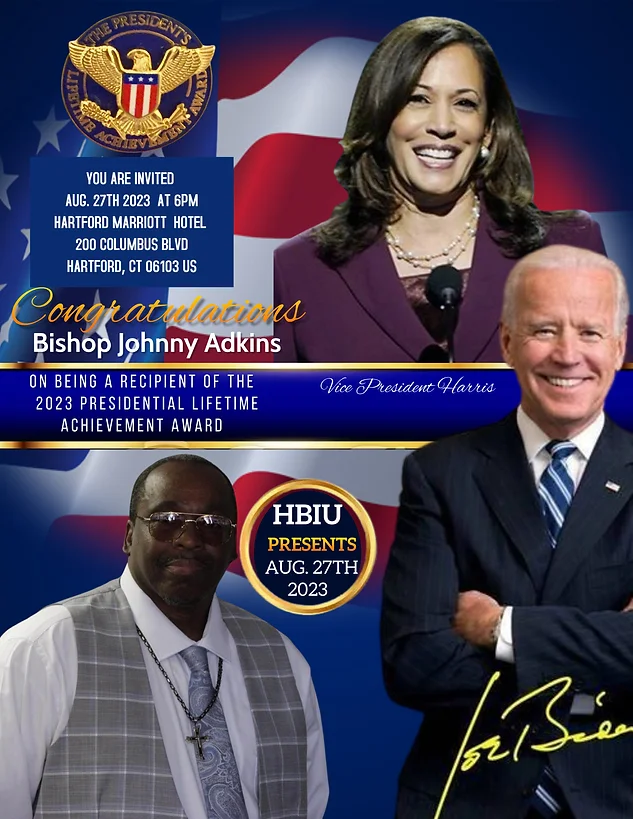 THE PRESIDENT'S
LIFETIME ACHIEVEMENT AWARD
YOU ARE INVITED
AUG. 27TH 2023 AT 6PM
HARTFORD MARRIOTT HOTEL
200 COLUMBUS BLVD
HARTFORD, CT 06103 US
Congratulations
Bishop Johnny Adkins
ON BEING A RECIPIENT OF THE
2023 PRESIDENTIAL LIFETIME
ACHIEVEMENT AWARD
Vice President Harris
HBIU
PRESENTS
AUG. 27TH
2023
Joe Biden